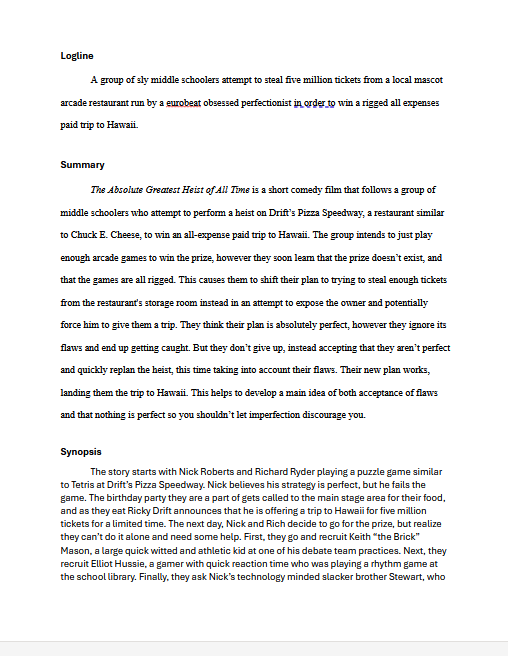 Logline
A group of sly middle schoolers attempt to steal five million tickets from a local mascot
arcade restaurant run by a eurobeat obsessed perfectionist in order to win a rigged all expenses
paid trip to Hawaii.
Summary
The Absolute Greatest Heist of All Time is a short comedy film that follows a group of
middle schoolers who attempt to perform a heist on Drift's Pizza Speedway, a restaurant similar
to Chuck E. Cheese, to win an all-expense paid trip to Hawaii. The group intends to just play
enough arcade games to win the prize, however they soon learn that the prize doesn't exist, and
that the games are all rigged. This causes them to shift their plan to trying to steal enough tickets
from the restaurant's storage room instead in an attempt to expose the owner and potentially
force him to give them a trip. They think their plan is absolutely perfect, however they ignore its
flaws and end up getting caught. But they don't give up, instead accepting that they aren't perfect
and quickly replan the heist, this time taking into account their flaws. Their new plan works,
landing them the trip to Hawaii. This helps to develop a main idea of both acceptance of flaws
and that nothing is perfect so you shouldn't let imperfection discourage you.
Synopsis
The story starts with Nick Roberts and Richard Ryder playing a puzzle game similar
to Tetris at Drift's Pizza Speedway. Nick believes his strategy is perfect, but he fails the
game. The birthday party they are a part of gets called to the main stage area for their food,
and as they eat Ricky Drift announces that he is offering a trip to Hawaii for five million
tickets for a limited time. The next day, Nick and Rich decide to go for the prize, but realize
they can't do it alone and need some help. First, they go and recruit Keith "the Brick"
Mason, a large quick witted and athletic kid at one of his debate team practices. Next, they
recruit Elliot Hussie, a gamer with quick reaction time who was playing a rhythm game at
the school library. Finally, they ask Nick's technology minded slacker brother Stewart, who